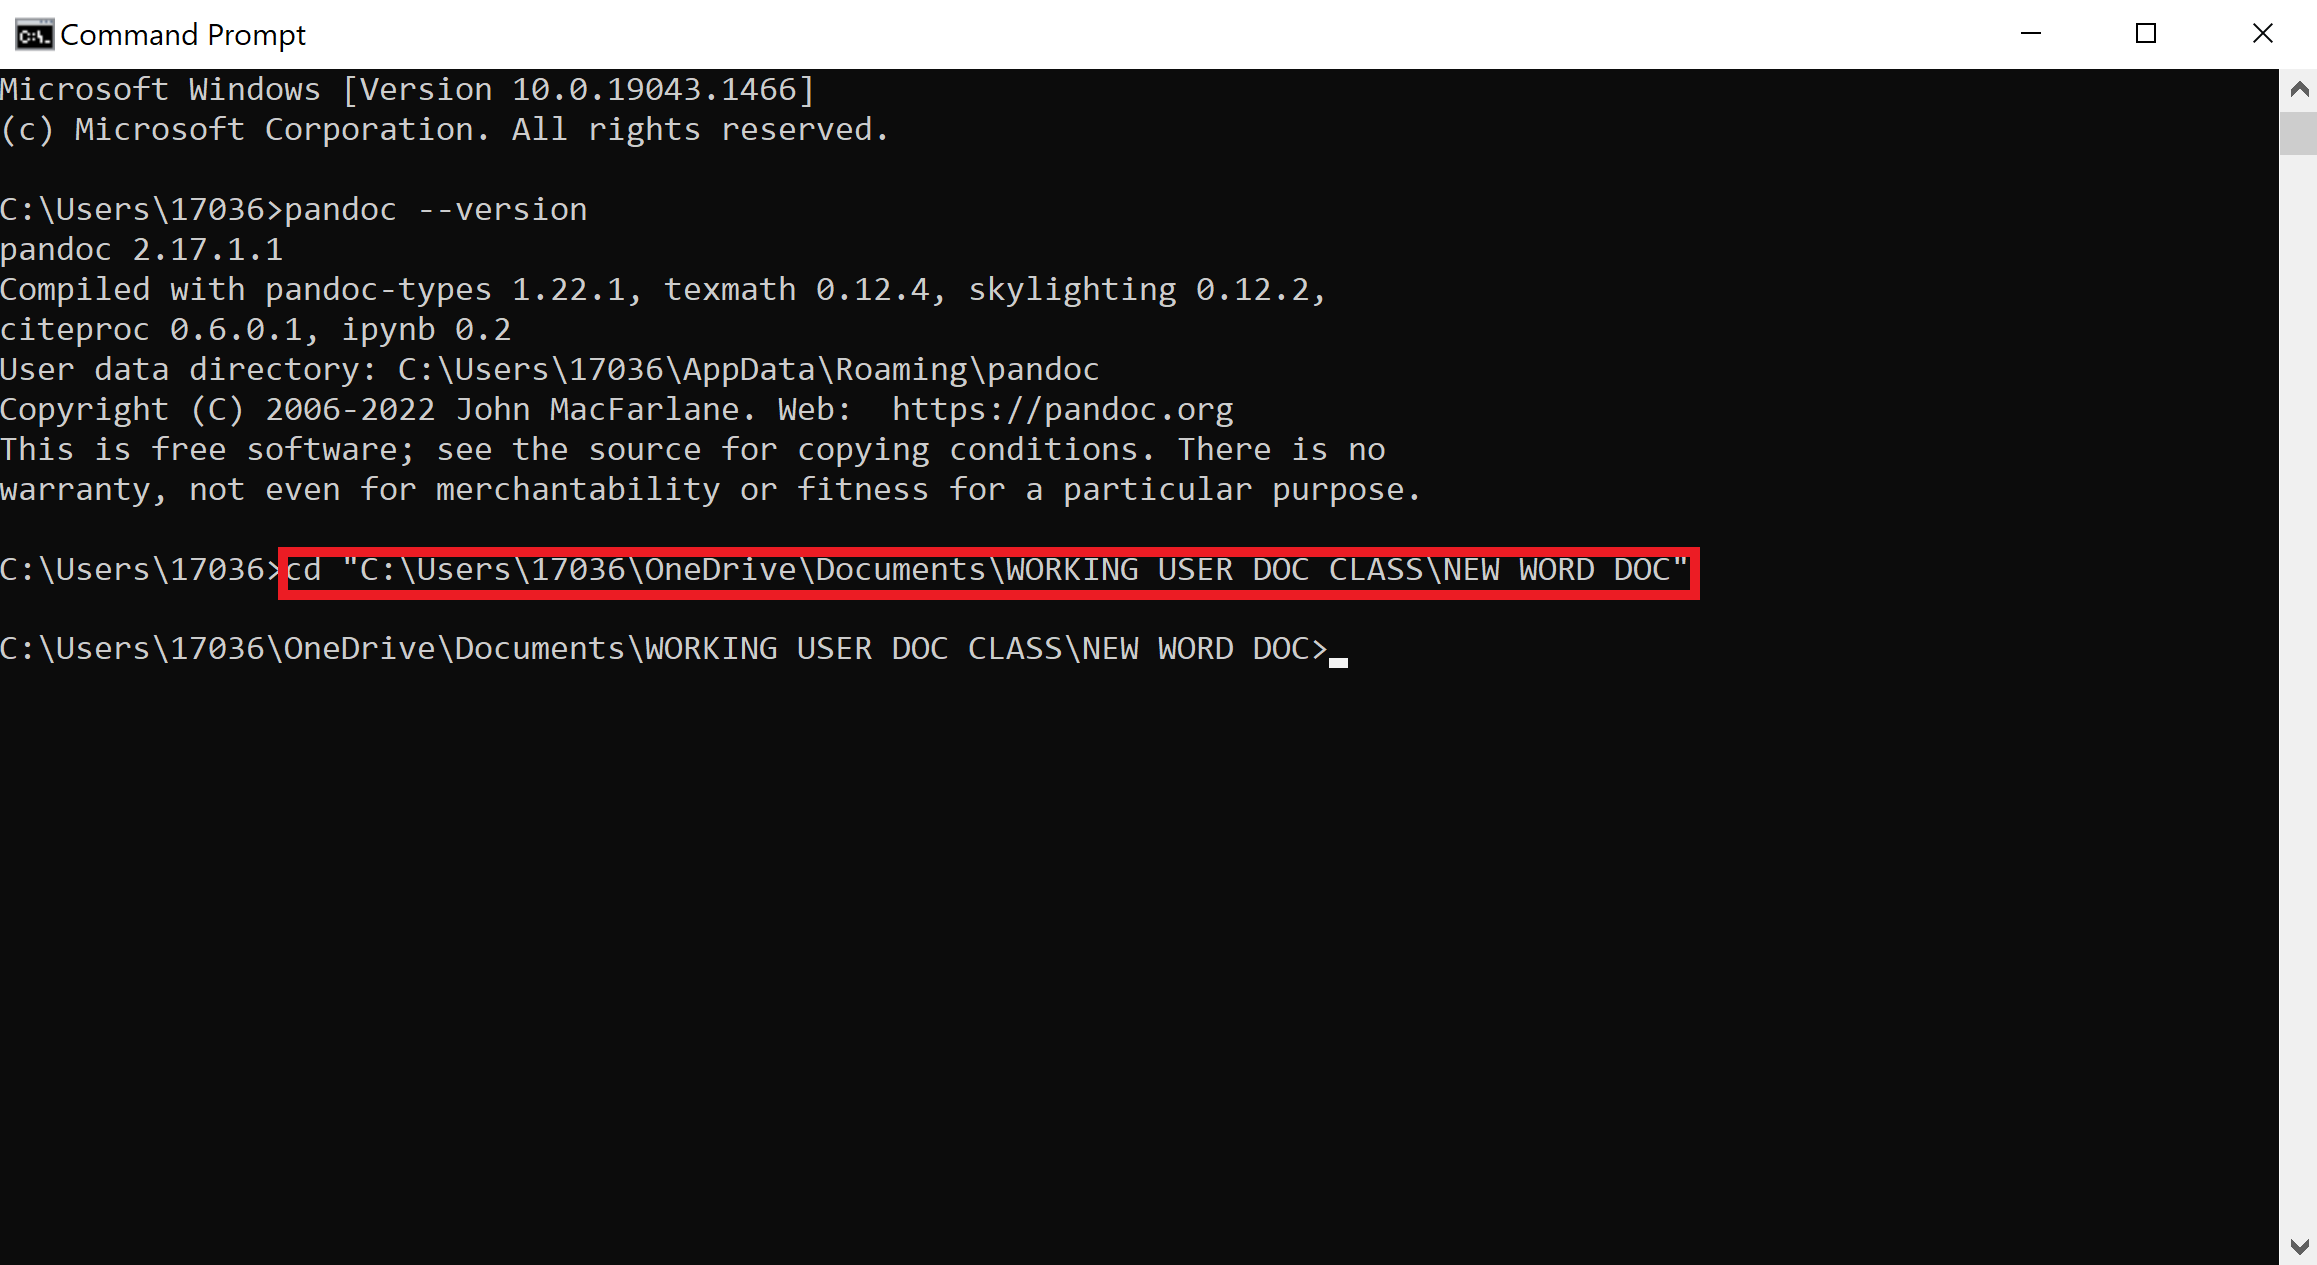 Command Prompt
Microsoft Windows [Version 10.0.19043.1466]
(c) Microsoft Corporation. All rights reserved.
C:\Users\17036>pandoc --version
pandoc 2.17.1.1
Compiled with pandoc-types 1.22.1, texmath 0.12.4, skylighting 0.12.2,
citeproc 0.6.0.1, ipynb 0.2
User data directory: C:\Users\17036\AppData\Roaming\pandoc
Copyright (C) 2006-2022 John MacFarlane. Web:  https://pandoc.org
This is free software; see the source for copying conditions. There is no
warranty, not even for merchantability or fitness for a particular purpose.
C:\Users\17036>cd "C:\Users\17036\OneDrive\Documents\WORKING USER DOC CLASS\NEW WORD DOC"
C:\Users\17036\OneDrive\Documents\WORKING USER DOC CLASS\NEW WORD DOC>